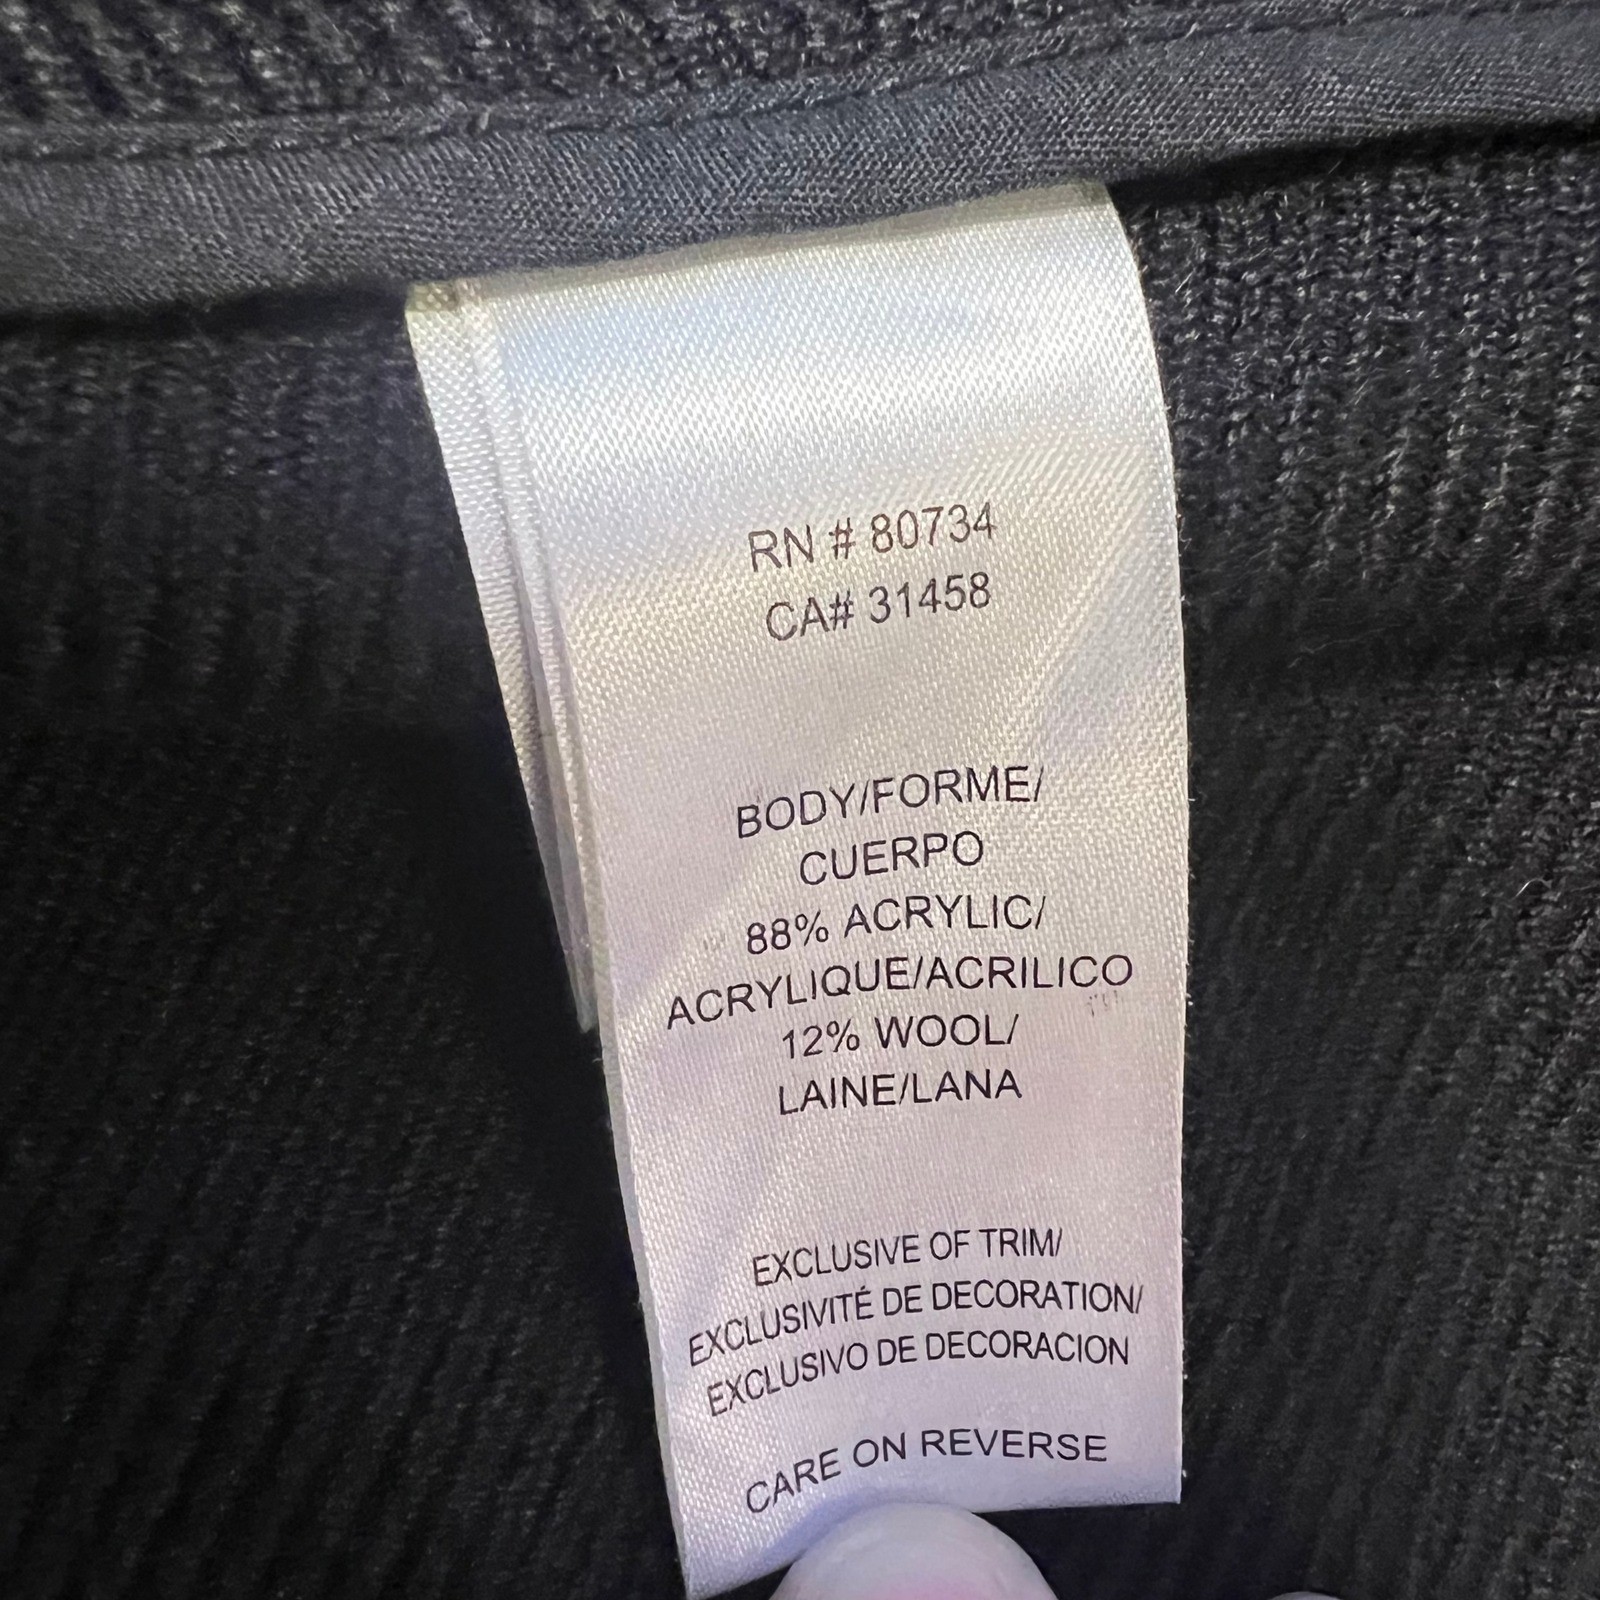 RN # 80734
CA# 31458
BODY/FORME/
CUERPO
88% ACRYLIC/
ACRYLIQUE/ACRILICO
12% WOOL/
LAINE/LANA
EXCLUSIVE OF TRIM/
EXCLUSIVITÉ DE DECORATION/
EXCLUSIVO DE DECORACION
CARE ON REVERSE